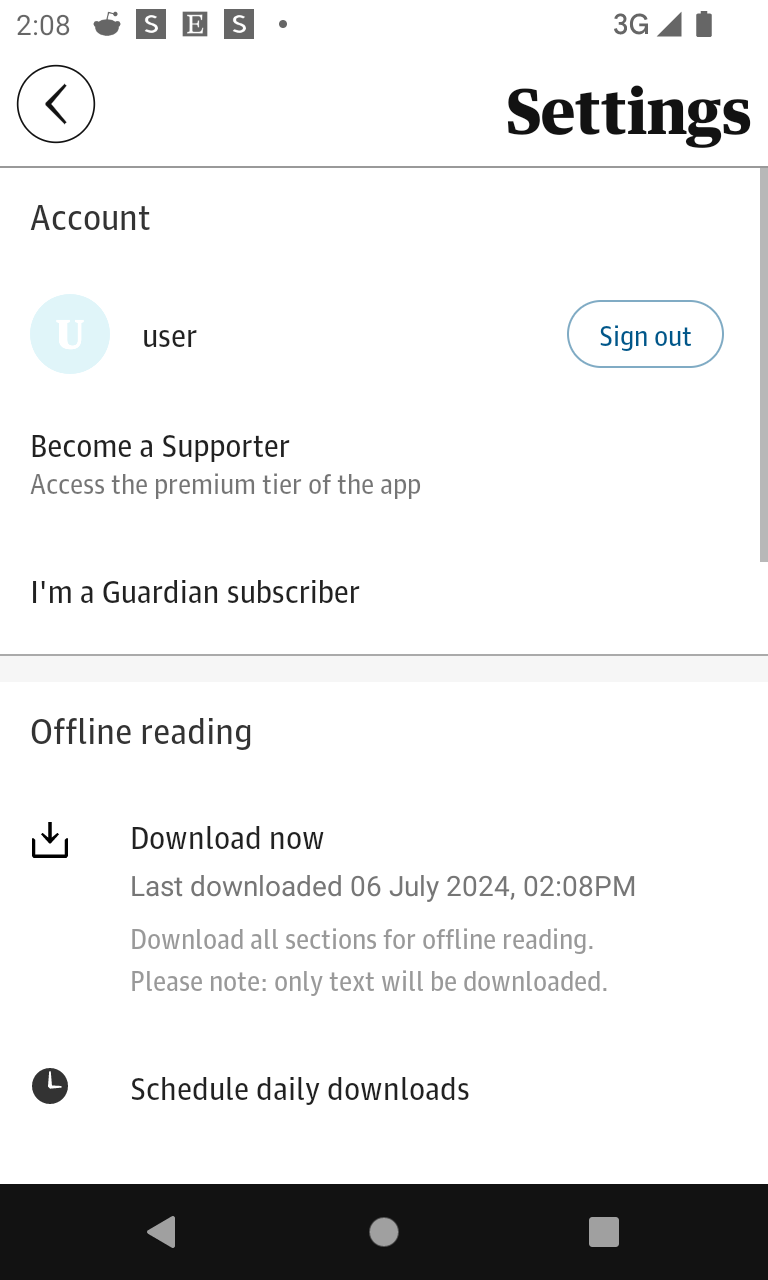 2:08 S E S 3G
Settings
Account
U user Sign out
Become a Supporter
Access the premium tier of the app
I'm a Guardian subscriber
Offline reading
Download now
Last downloaded 06 July 2024, 02:08PM
Download all sections for offline reading.
Please note: only text will be downloaded.
Schedule daily downloads